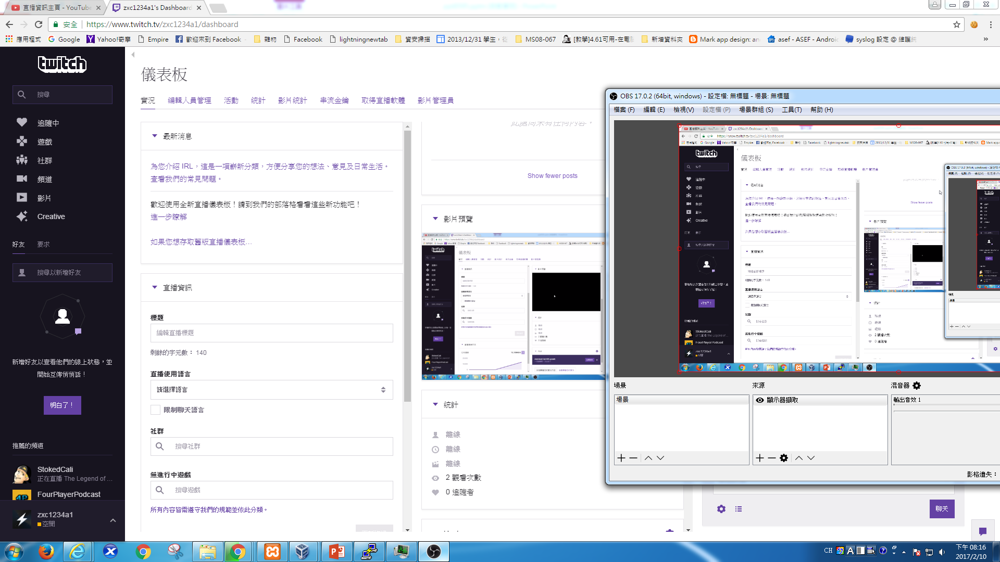 直播資訊主頁 - YouTube
zxc1234a1's Dashboard
安全
https://www.twitch.tv/zxc1234a1/dashboard
應用程式
Google
Yahoo!奇摩
Empire
歡迎來到 Facebook
雜物
Facebook
lightningnewtab
資安掃描
2013/12/31 學生，從
MS08-067
[教學]4.61可用-在電腦
新增資料夾
Mark app design: an
asef - ASEF - Android
syslog 設定 @ 維護
twitch
搜尋
追隨中
遊戲
社群
頻道
影片
Creative
好友
要求
搜尋以新增好友
新增好友以查看他們的線上狀態，並
開始互傳悄悄話！
明白了！
推薦的頻道
StokedCali
正在直播 The Legend of ...
FourPlayerPodcast
zxc1234a1
空閒
儀表板
實況
編輯人員管理
活動
統計
影片統計
串流金鑰
取得直播軟體
影片管理員
最新消息
為您介紹 IRL，這是一項嶄新分類，方便分享您的想法、意見及日常生活。
查看我們的常見問題。
歡迎使用全新直播儀表板！請到我們的部落格看看這些新功能吧！
進一步瞭解
如果您想存取舊版直播儀表板...
直播資訊
標題
編輯直播標題
剩餘的字元數： 140
直播使用語言
請選擇語言
限制聊天語言
社群
搜尋社群
無進行中遊戲
搜尋遊戲
所有內容皆需遵守我們的規範並依此分類。
此處尚未有任何內容。
Show fewer posts
影片預覽
統計
離線
離線
離線
2 觀看次數
0 追隨者
OBS 17.0.2 (64bit, windows) - 設定檔: 無標題 - 場景: 無標題
檔案 (F)
編輯 (E)
檢視(V)
設定檔 (P)
場景群組 (S)
工具(T)
幫助 (H)
場景
場景
來源
顯示器擷取
混音器
輸出音效 1
影格遺失：
聊天
CH
下午 08:16
2017/2/10